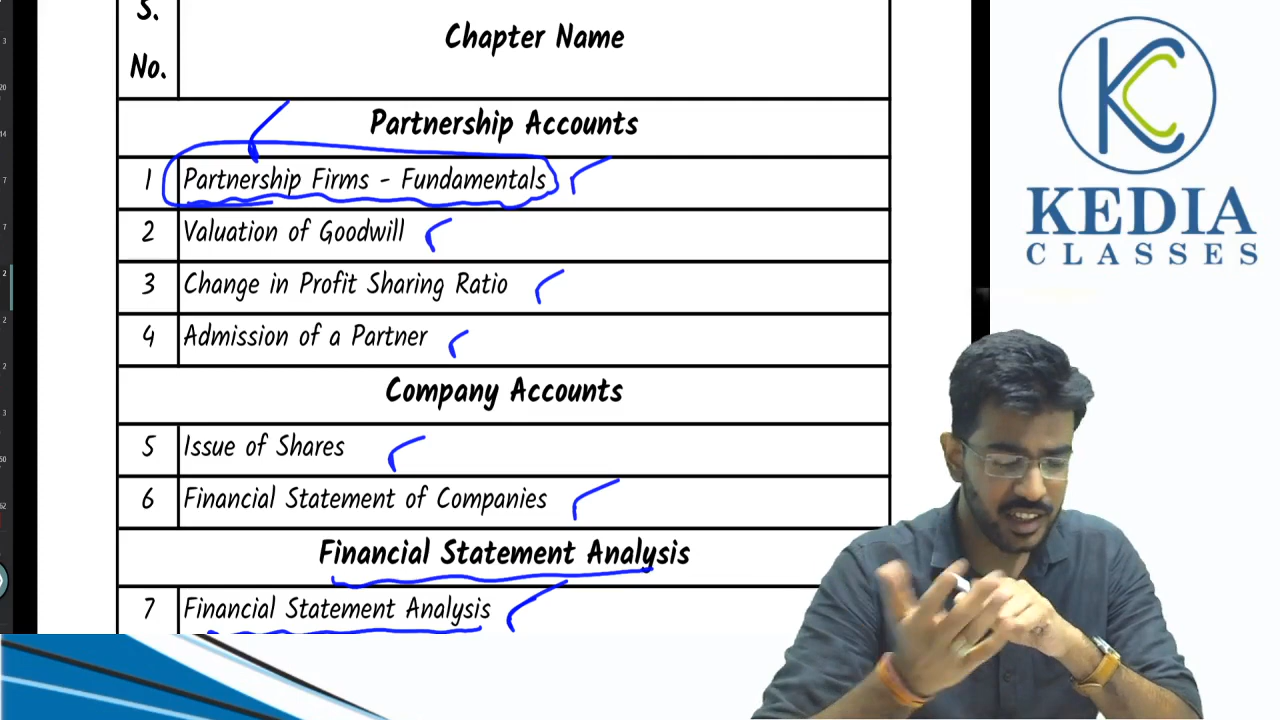 S.
No.
Chapter Name
Partnership Accounts
1 Partnership Firms - Fundamentals
2 Valuation of Goodwill
3 Change in Profit Sharing Ratio
4 Admission of a Partner
Company Accounts
5 Issue of Shares
6 Financial Statement of Companies
Financial Statement Analysis
7 Financial Statement Analysis
KC
KEDIA
CLASSES